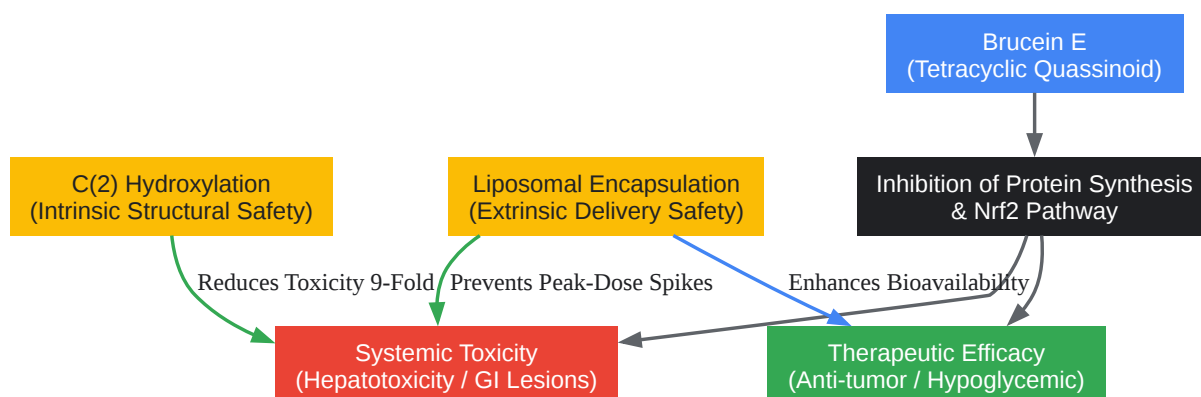 Brucein E
(Tetracyclic Quassinoid)
C(2) Hydroxylation
(Intrinsic Structural Safety)
Liposomal Encapsulation
(Extrinsic Delivery Safety)
Inhibition of Protein Synthesis
& Nrf2 Pathway
Reduces Toxicity 9-Fold
Prevents Peak-Dose Spikes
Enhances Bioavailability
Systemic Toxicity
(Hepatotoxicity / GI Lesions)
Therapeutic Efficacy
(Anti-tumor / Hypoglycemic)